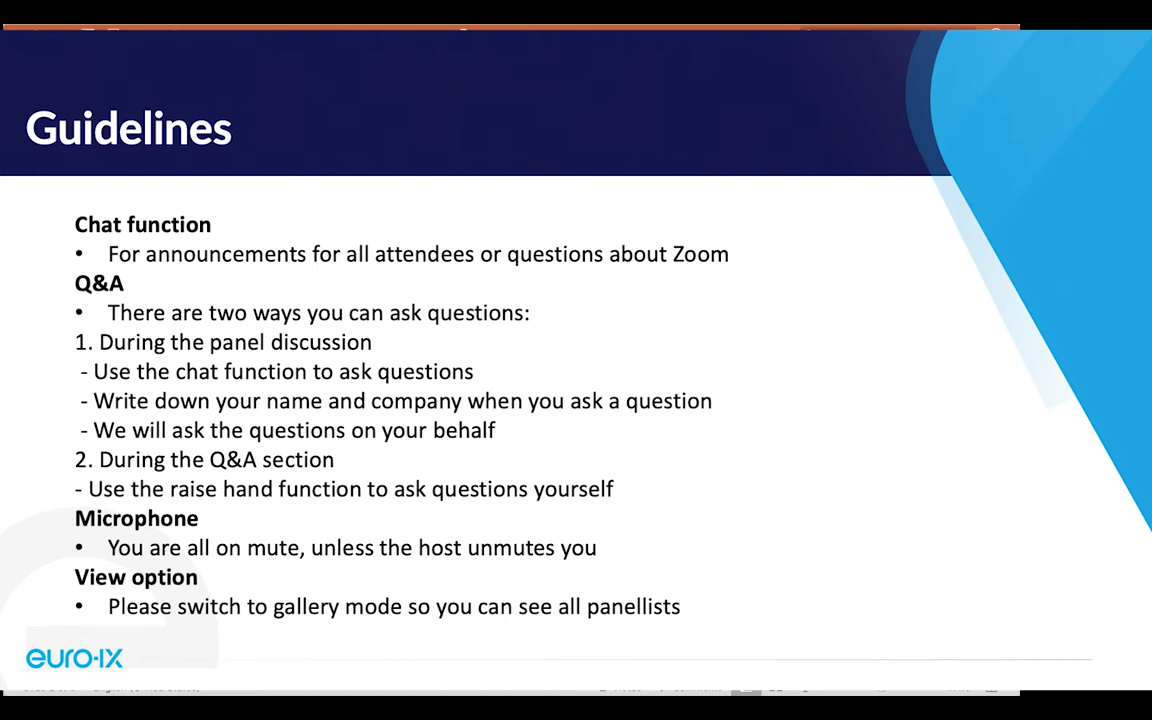 Guidelines
Chat function
• For announcements for all attendees or questions about Zoom
Q&A
• There are two ways you can ask questions:
1. During the panel discussion
- Use the chat function to ask questions
- Write down your name and company when you ask a question
- We will ask the questions on your behalf
2. During the Q&A section
- Use the raise hand function to ask questions yourself
Microphone
• You are all on mute, unless the host unmutes you
View option
• Please switch to gallery mode so you can see all panellists
euro-IX